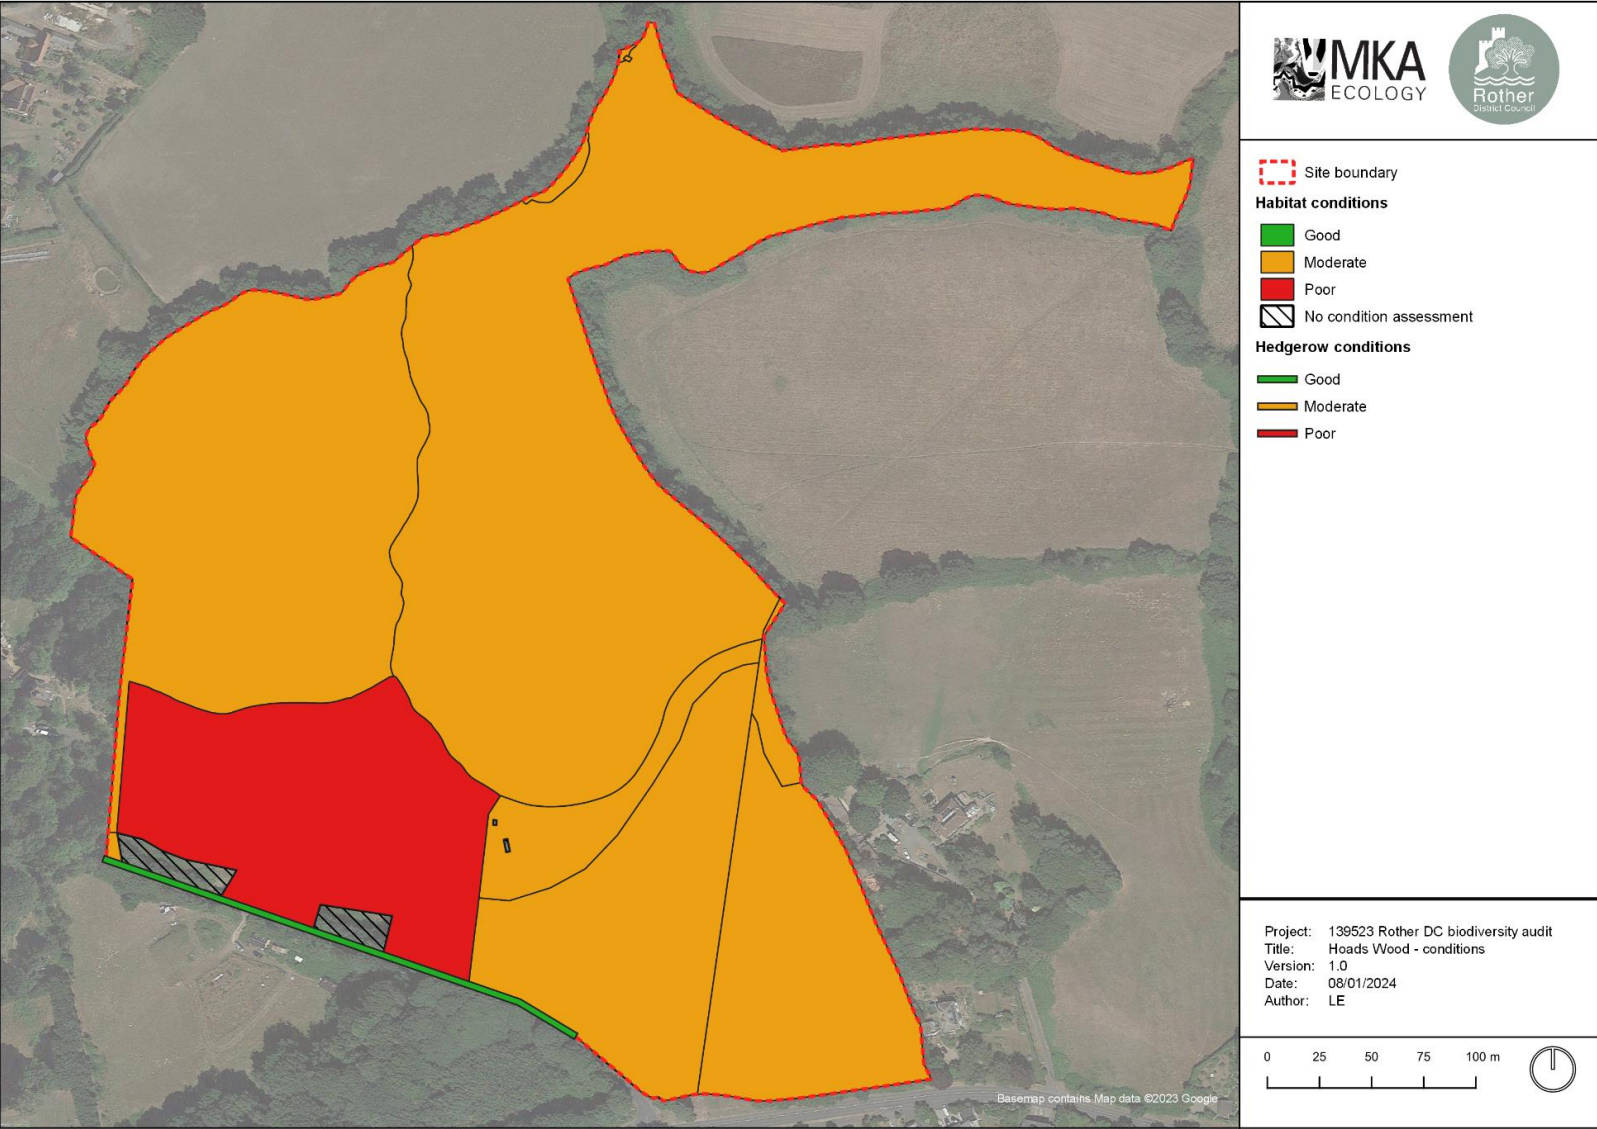 MKA
ECOLOGY
Rother
District Council
Site boundary
Habitat conditions
Good
Moderate
Poor
No condition assessment
Hedgerow conditions
Good
Moderate
Poor
Project: 139523 Rother DC biodiversity audit
Title: Hoads Wood - conditions
Version: 1.0
Date: 08/01/2024
Author: LE
0 25 50 75 100 m
Basemap contains Map data ©2023 Google